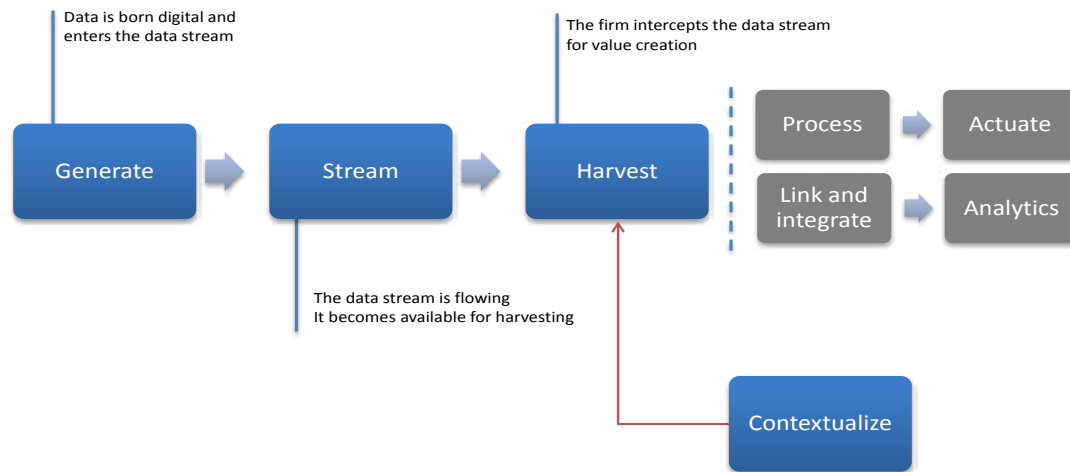 Data is born digital and
enters the data stream
The firm intercepts the data stream
for value creation
Generate
Stream
Harvest
Process
Actuate
Link and
integrate
Analytics
The data stream is flowing
It becomes available for harvesting
Contextualize